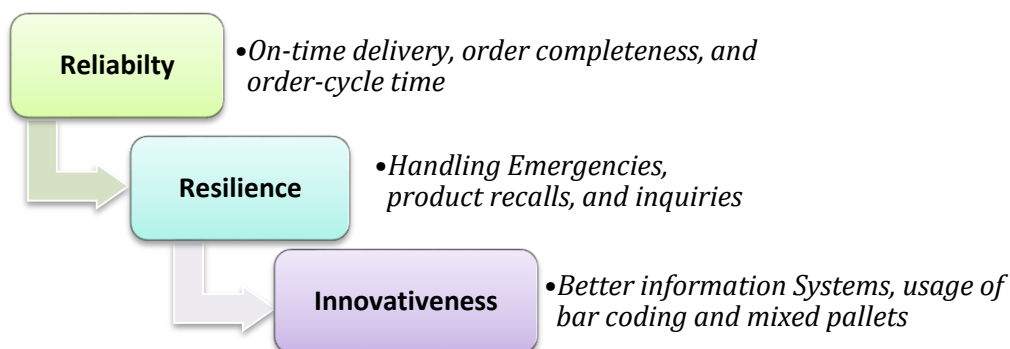 Reliabilty
•On-time delivery, order completeness, and
order-cycle time
Resilience
•Handling Emergencies,
product recalls, and inquiries
Innovativeness
•Better information Systems, usage of
bar coding and mixed pallets